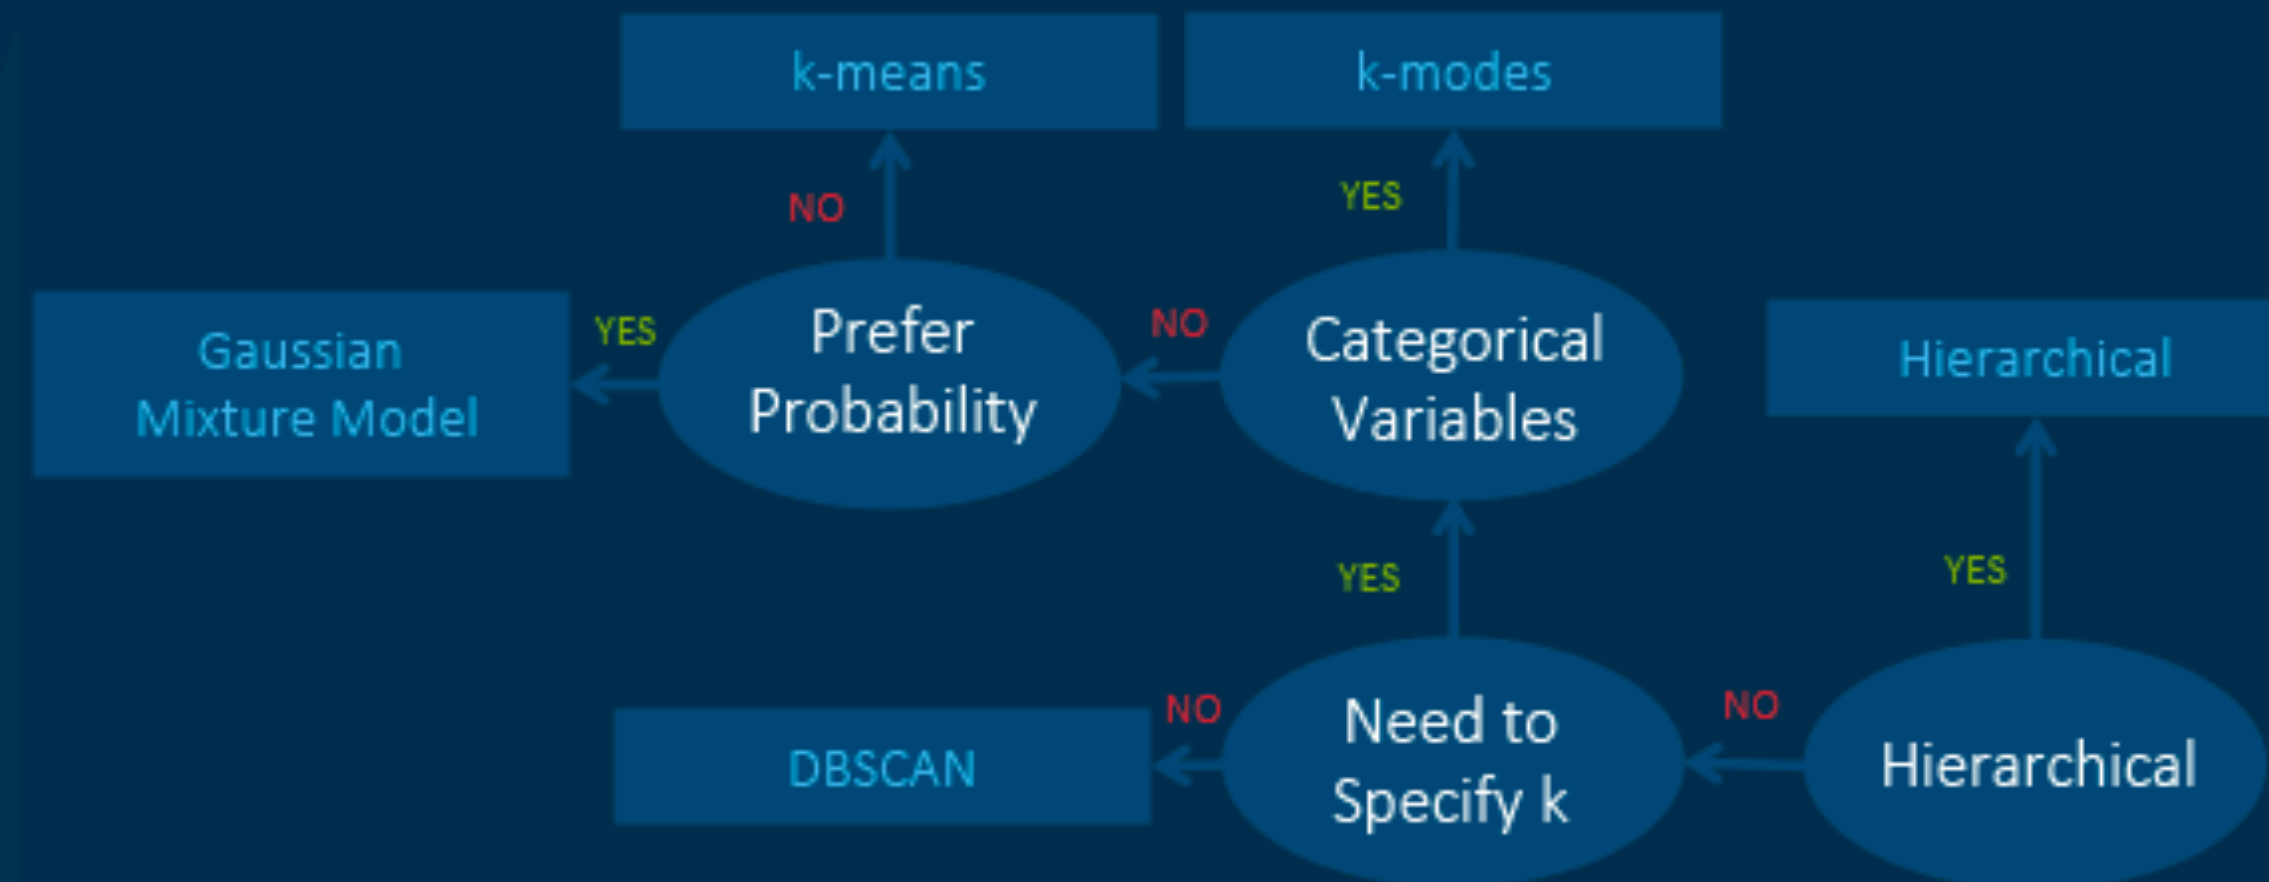 k-means
k-modes
NO
YES
Gaussian
Mixture Model
YES
Prefer
Probability
NO
Categorical
Variables
Hierarchical
YES
YES
DBSCAN
NO
Need to
Specify k
NO
Hierarchical